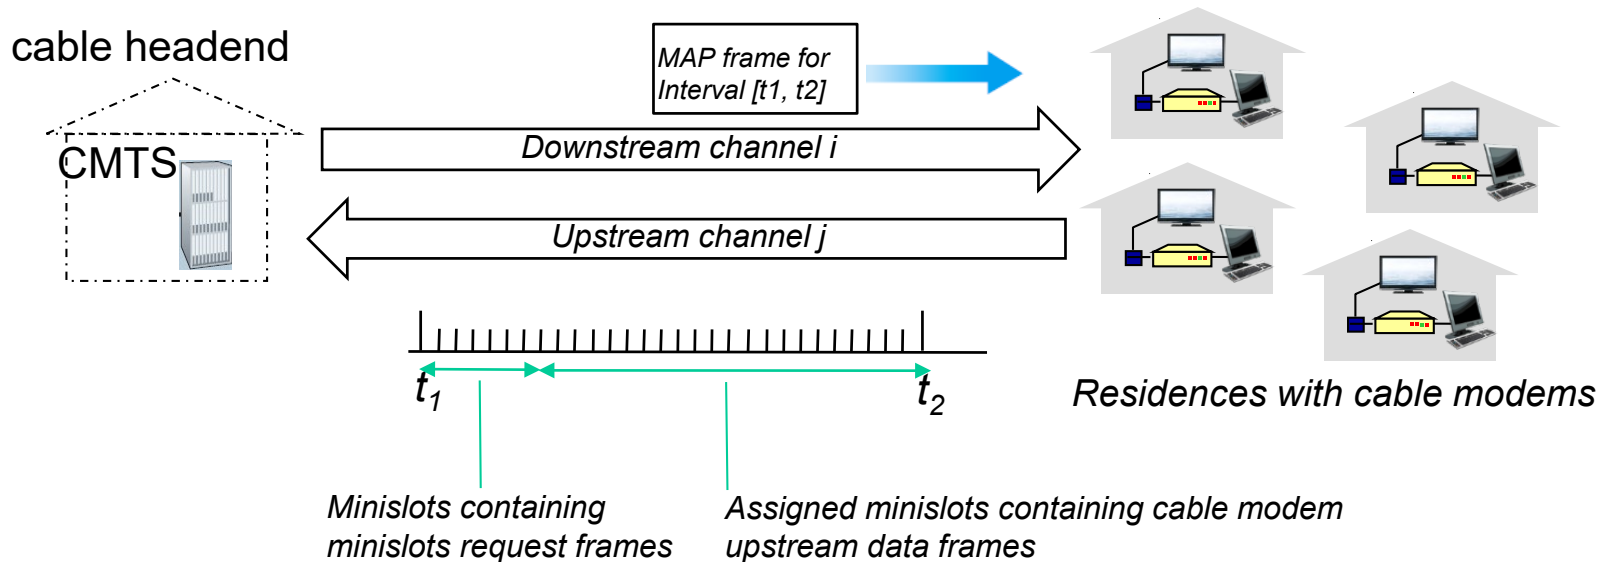 cable headend
CMTS
MAP frame for
Interval [t1, t2]
Downstream channel i
Upstream channel j
t1
t2
Residences with cable modems
Minislots containing
minislots request frames
Assigned minislots containing cable modem
upstream data frames